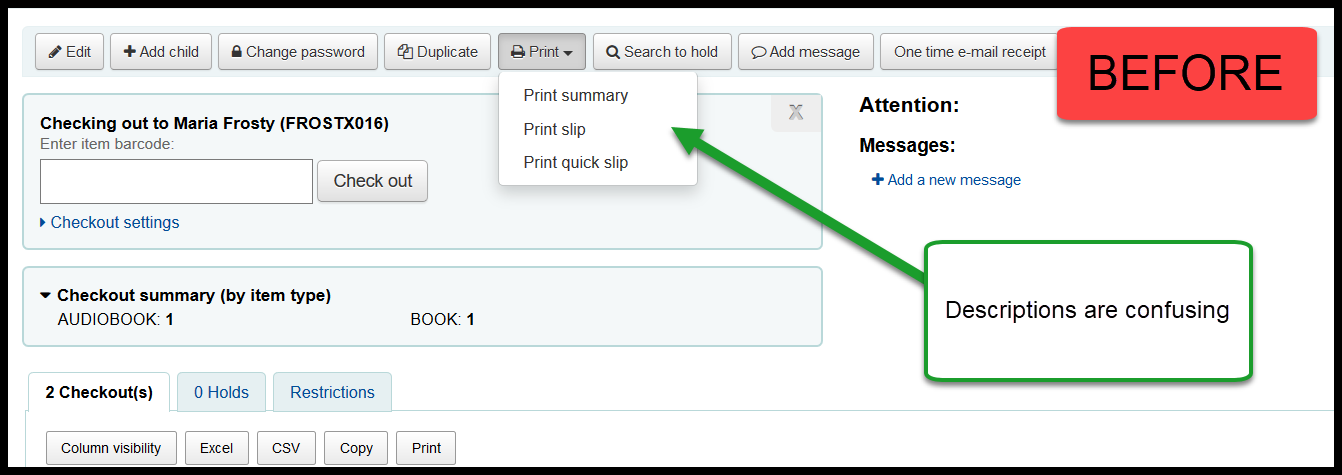 Edit
Add child
Change password
Duplicate
Print
Search to hold
Add message
One time e-mail receipt
BEFORE
Print summary
Print slip
Print quick slip
Checking out to Maria Frosty (FROSTX016)
X
Enter item barcode:
Check out
Checkout settings
Attention:
Messages:
Add a new message
Descriptions are confusing
Checkout summary (by item type)
AUDIOBOOK: 1
BOOK: 1
2 Checkout(s)
0 Holds
Restrictions
Column visibility
Excel
CSV
Copy
Print